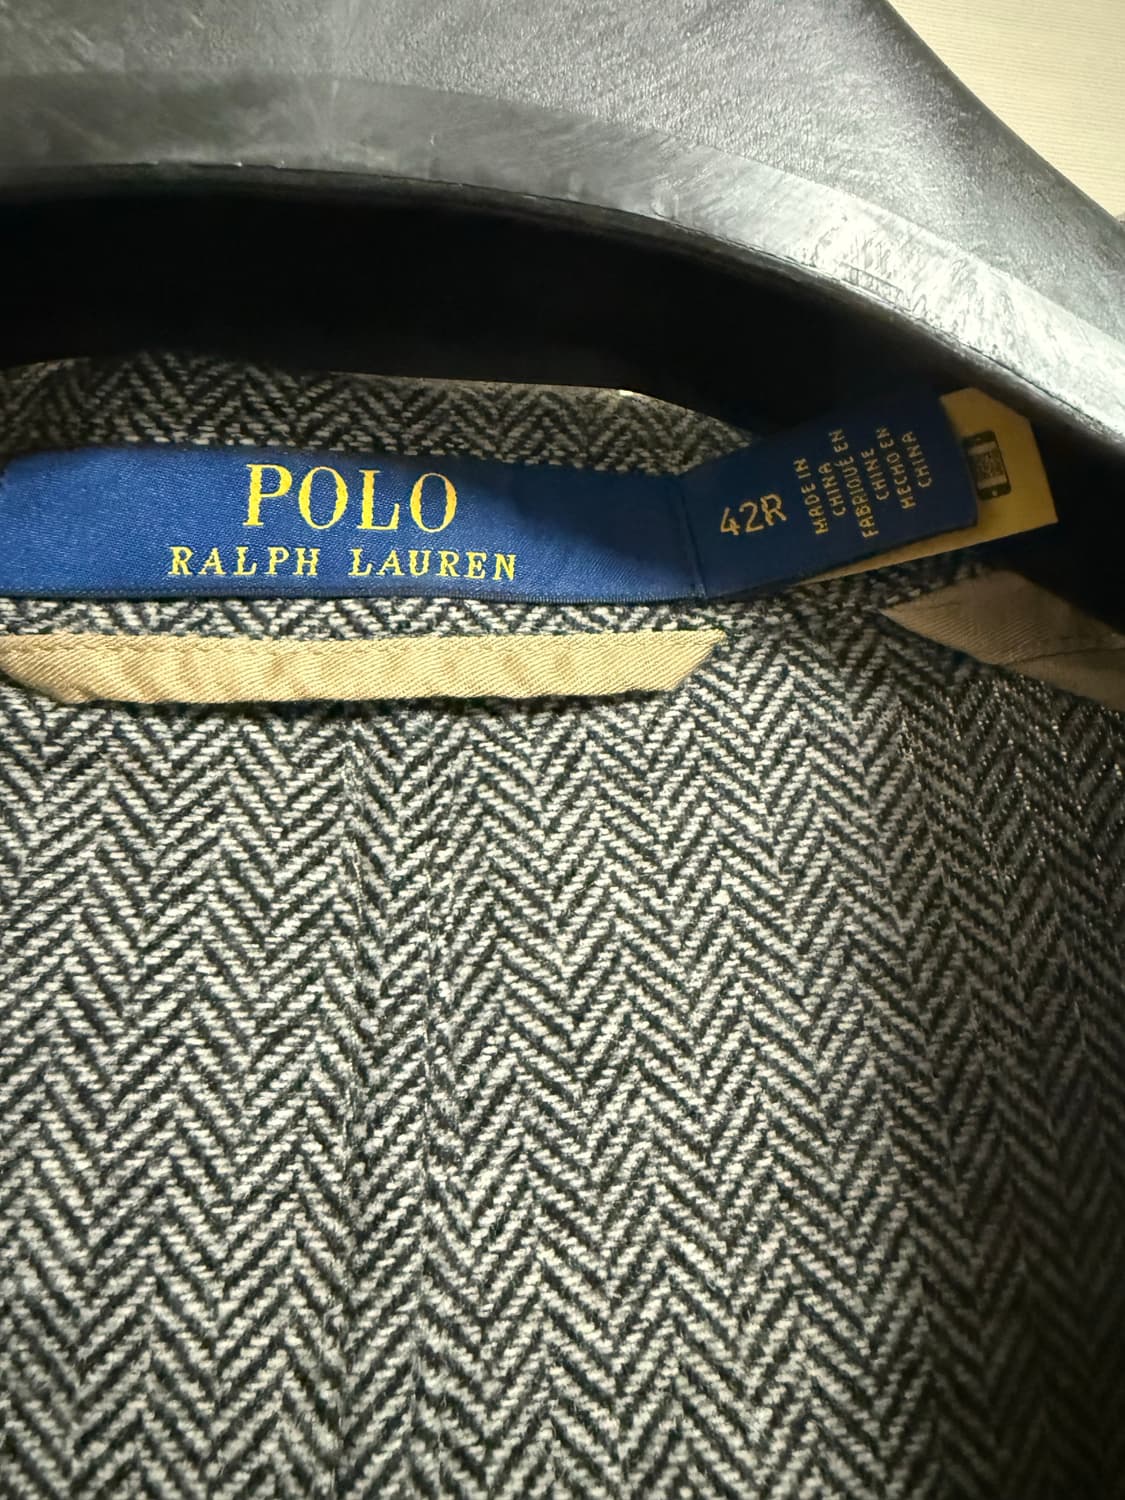 POLO
RALPH LAUREN
42R
MADE IN
CHINA
FABRIQUÉ EN
CHINE
HECHO EN
CHINA